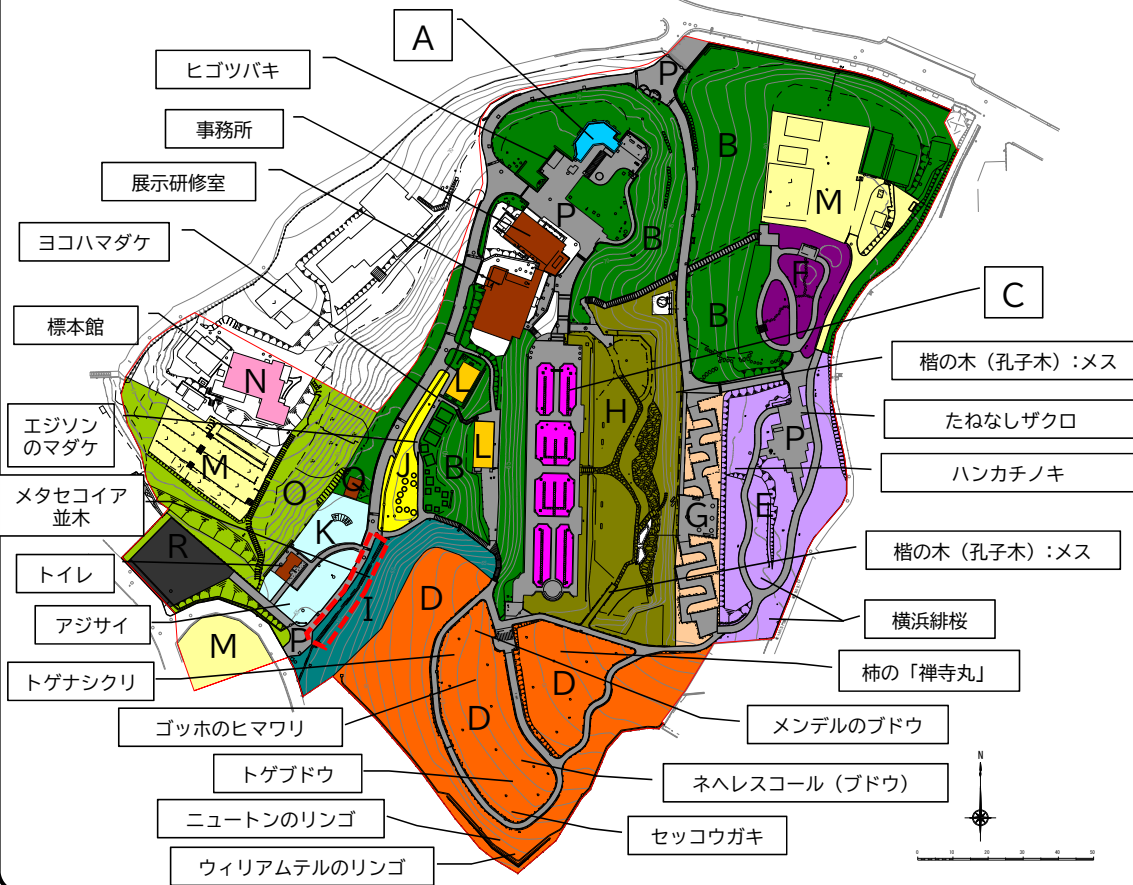 A
ヒゴツバキ
事務所
展示研修室
ヨコハマダケ
標本館
エジソン
のマダケ
メタセコイア
並木
トイレ
アジサイ
トゲナシクリ
ゴッホのヒマワリ
トゲブドウ
ニュートンのリンゴ
ウィリアムテルのリンゴ
C
楷の木（孔子木）：メス
たねなしザクロ
ハンカチノキ
楷の木（孔子木）：メス
横浜緋桜
柿の「禅寺丸」
メンデルのブドウ
ネヘレスコール（ブドウ）
セッコウガキ
P
B
M
P
B
F
B
Q
N
L
H
P
M
J
B
L
O
Q
K
G
E
R
I
D
P
M
D
D
N
0
10
20
30
40
50